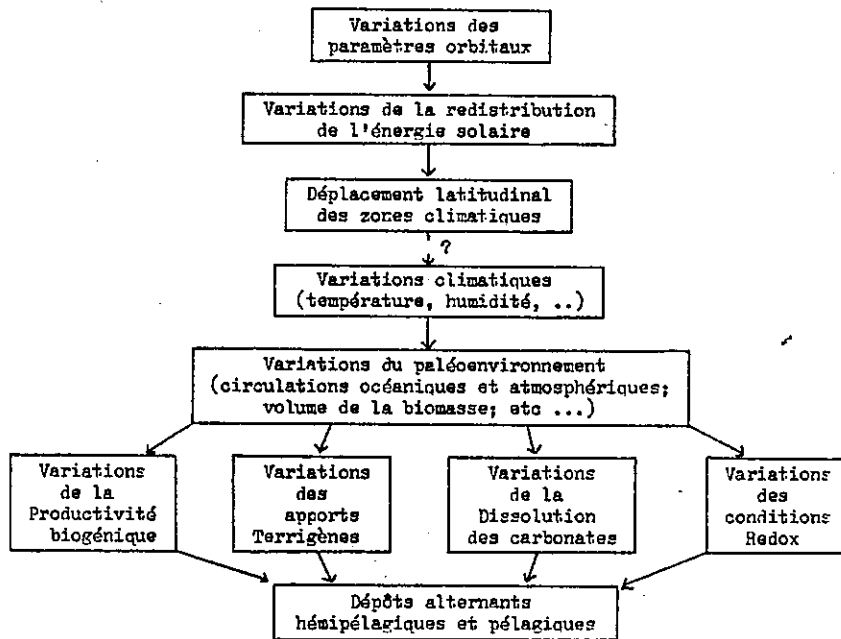 Variations des
paramètres orbitaux
Variations de la redistribution
de l'énergie solaire
Déplacement latitudinal
des zones climatiques
?
Variations climatiques
(température, humidité, ..)
Variations du paléoenvironnement
(circulations océaniques et atmosphériques;
volume de la biomasse; etc ...)
Variations
de la
Productivité
biogénique
Variations
des
apports
Terrigènes
Variations
de la
Dissolution
des carbonates
Variations
des
conditions
Redox
Dépôts alternants
hémipélagiques et pélagiques